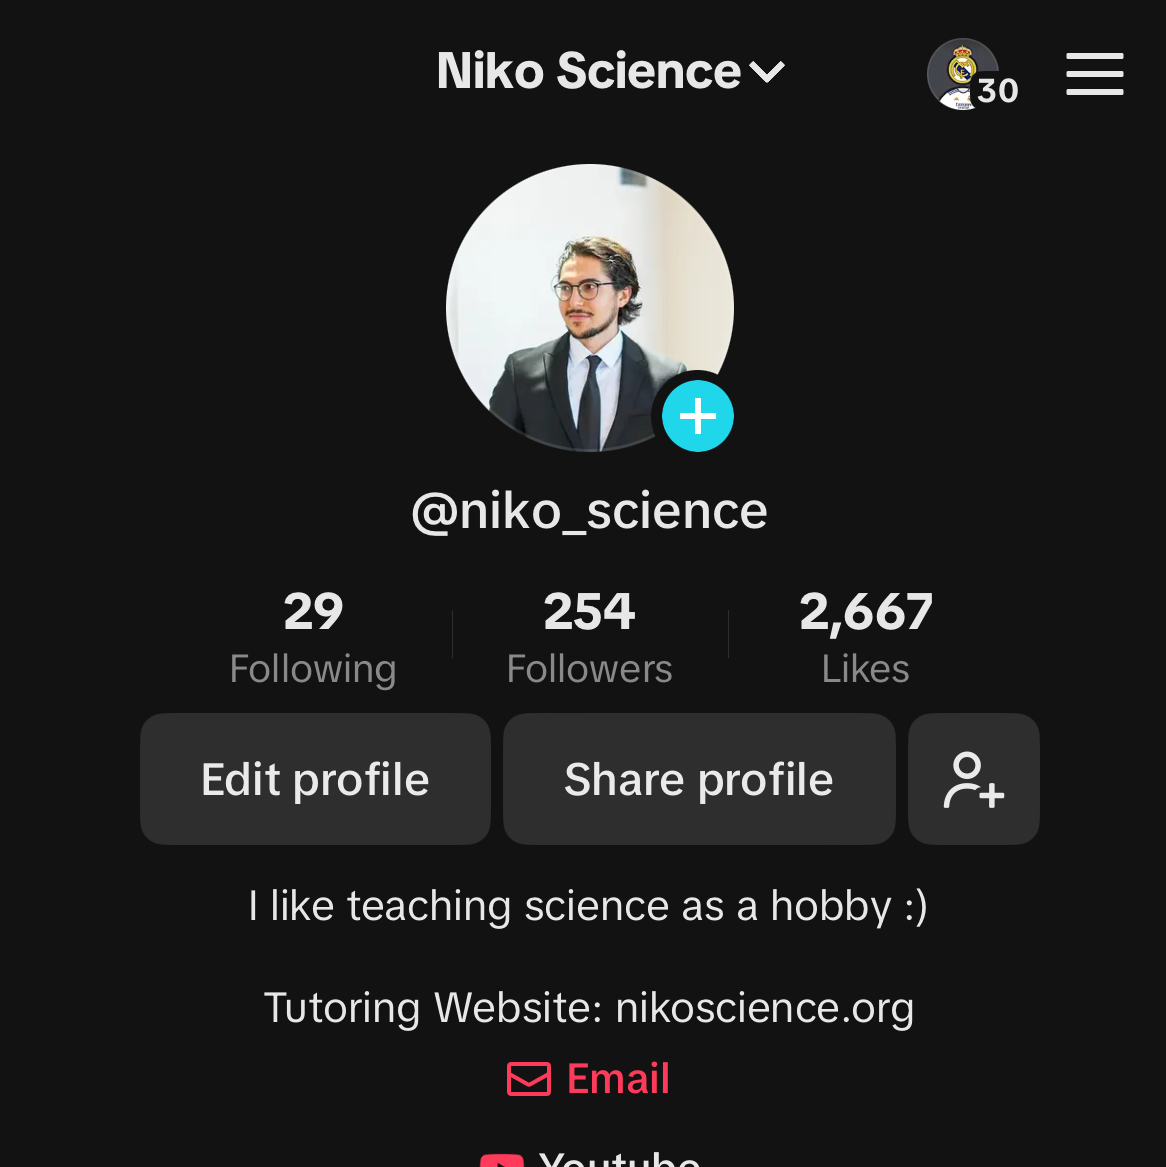 Niko Science
30
@niko_science
29 254 2,667
Following Followers Likes
Edit profile Share profile
I like teaching science as a hobby :)
Tutoring Website: nikoscience.org
Email
Youtube